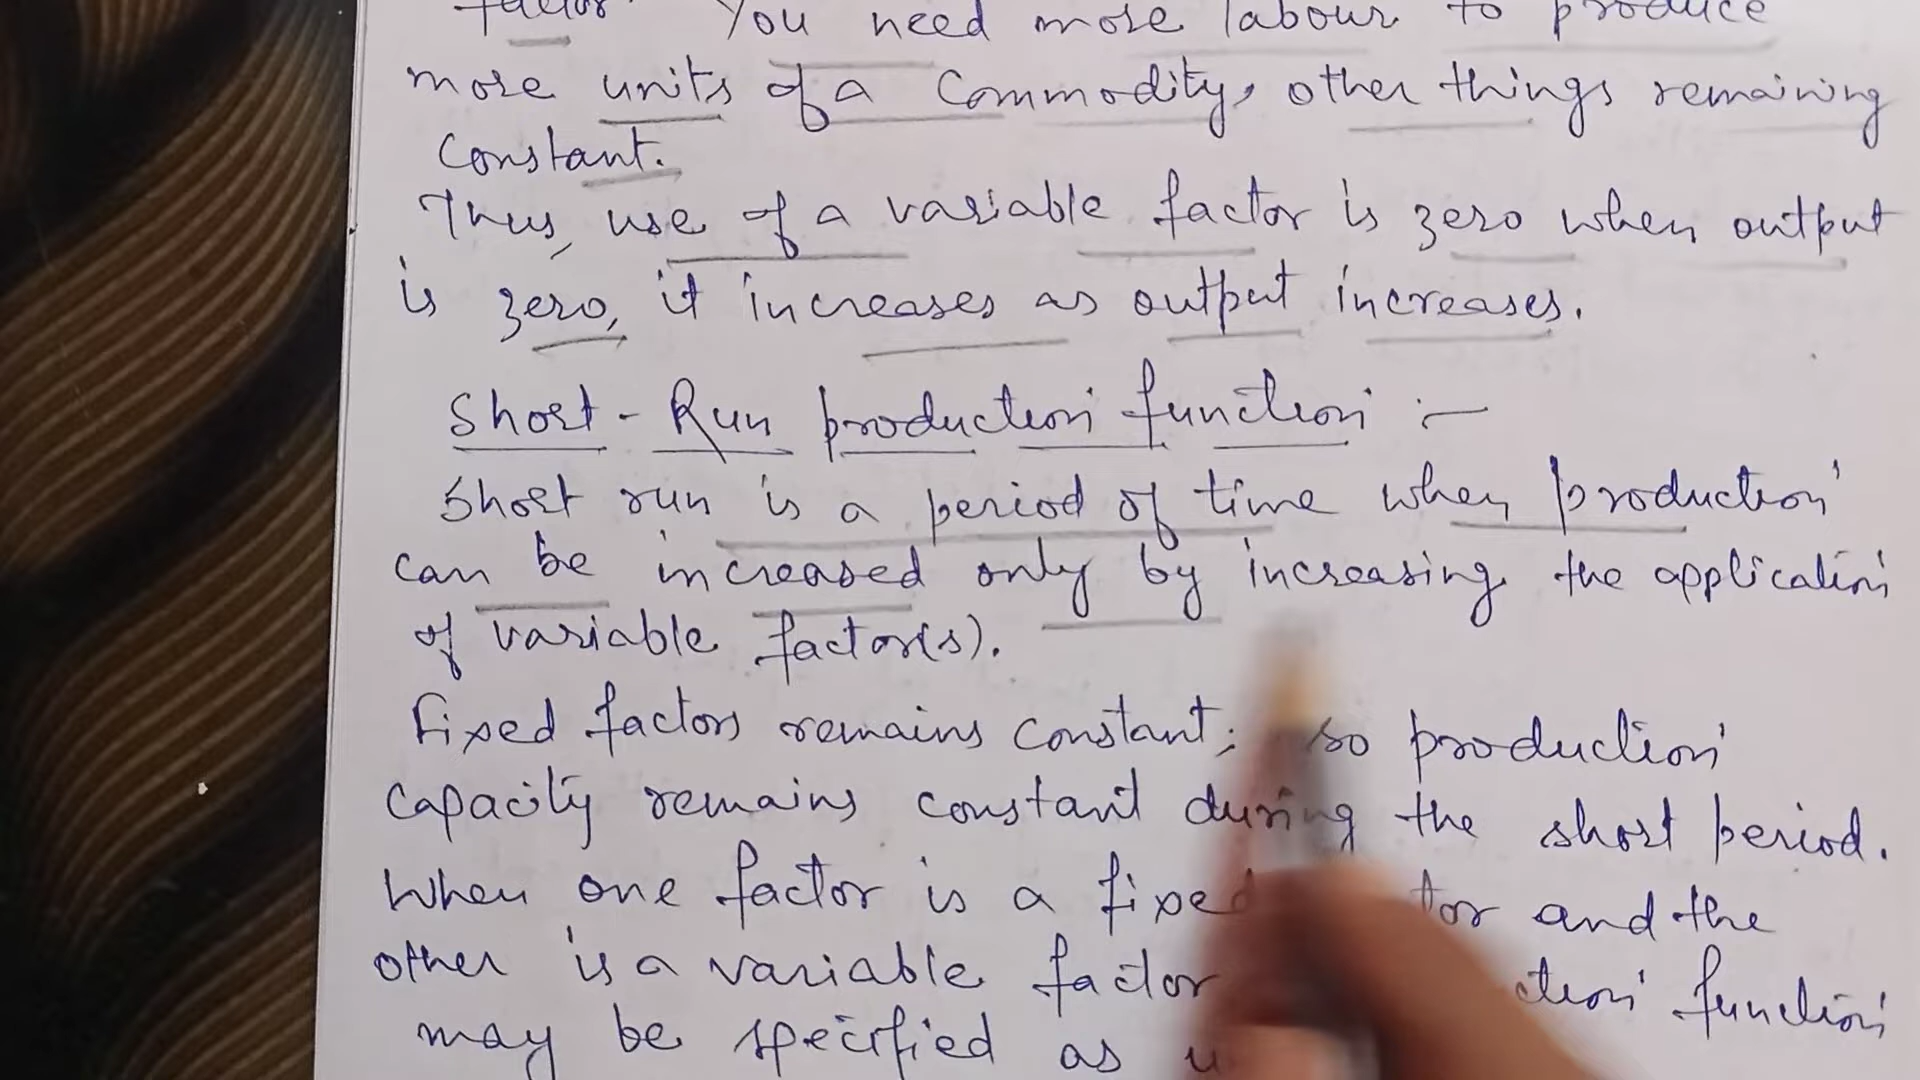 factor. You need more labour to produce
more units of a Commodity, other things remaining
Constant.
Thus, use of a variable factor is zero when output
is zero, it increases as output increases.
Short-Run production function :-
Short run is a period of time when production
can be increased only by increasing the application
of variable factor(s).
Fixed factors remains constant; so production
capacity remains constant during the short period.
When one factor is a fixed and the
other is a variable factor function
may be specified as